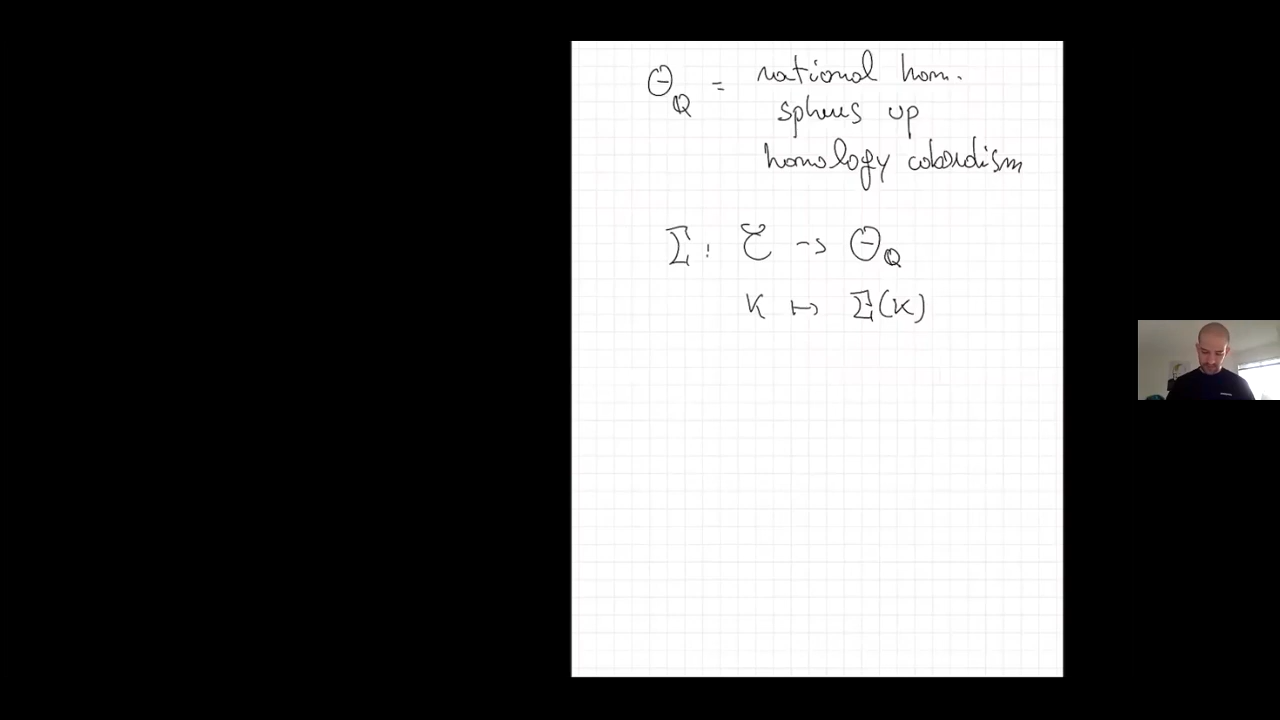 Θ_ℚ = rational hom.
spheres up
homology cobordism
Σ: 𝒞 → Θ_ℚ
K ↦ Σ(K)